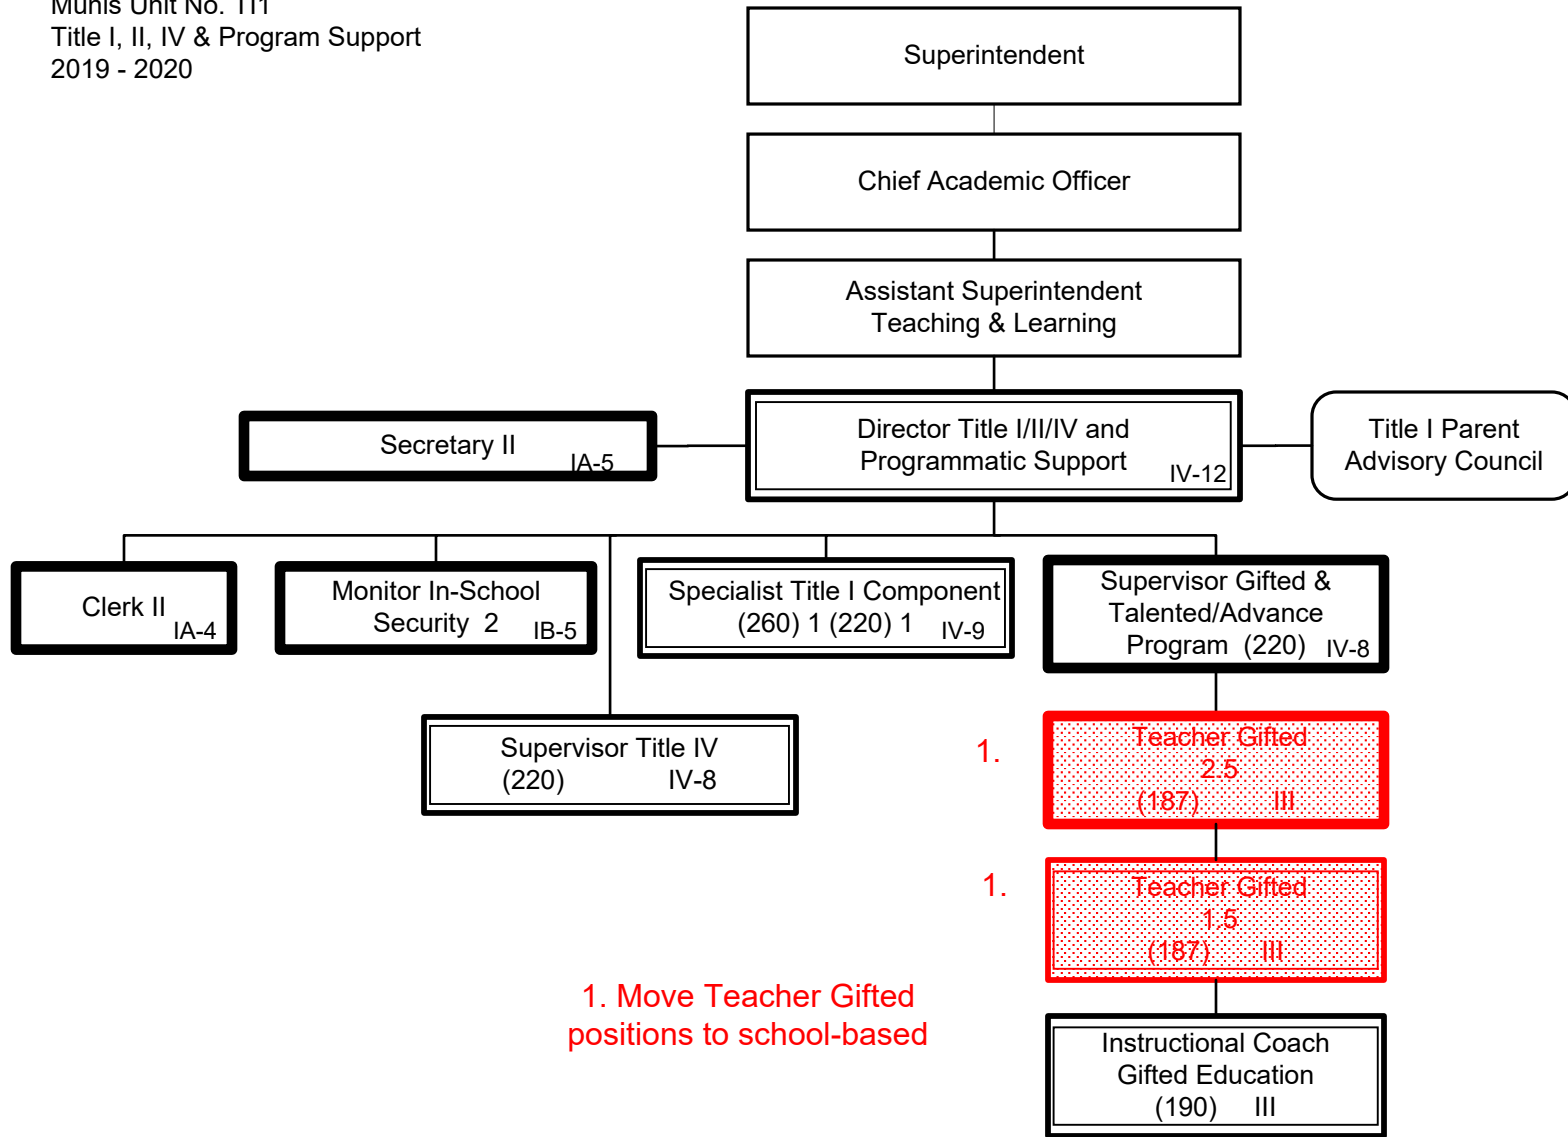 Munis Unit No. TI1
Title I, II, IV & Program Support
2019 - 2020
Superintendent
Chief Academic Officer
Assistant Superintendent
Teaching & Learning
Secretary II
IA-5
Director Title I/II/IV and
Programmatic Support
IV-12
Title I Parent
Advisory Council
Clerk II
IA-4
Monitor In-School
Security 2
IB-5
Specialist Title I Component
(260) 1 (220) 1 IV-9
Supervisor Gifted &
Talented/Advance
Program (220) IV-8
Supervisor Title IV
(220) IV-8
1.
Teacher Gifted
2.5
(187) III
1.
Teacher Gifted
1.5
(187) III
1. Move Teacher Gifted
positions to school-based
Instructional Coach
Gifted Education
(190) III